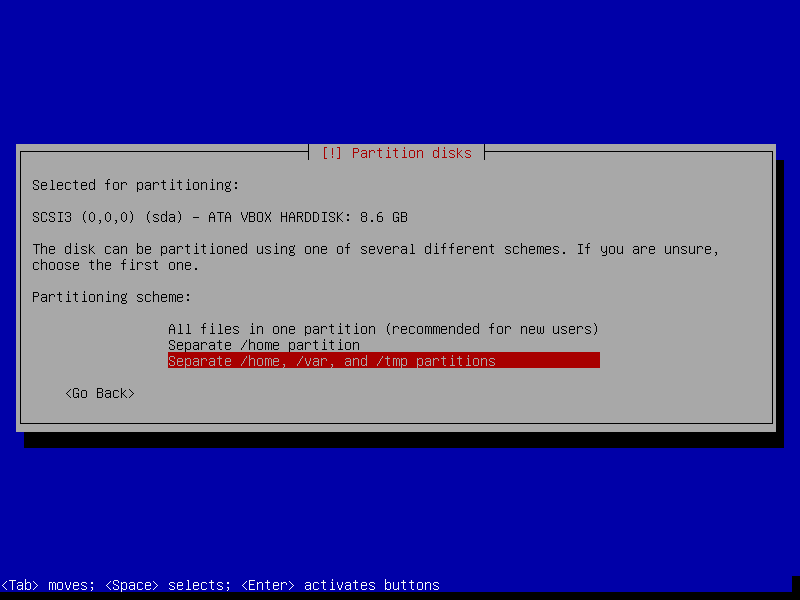 [!] Partition disks
Selected for partitioning:
SCSI3 (0,0,0) (sda) - ATA VBOX HARDDISK: 8.6 GB
The disk can be partitioned using one of several different schemes. If you are unsure,
choose the first one.
Partitioning scheme:
All files in one partition (recommended for new users)
Separate /home partition
Separate /home, /var, and /tmp partitions
<Go Back>
<Tab> moves; <Space> selects; <Enter> activates buttons